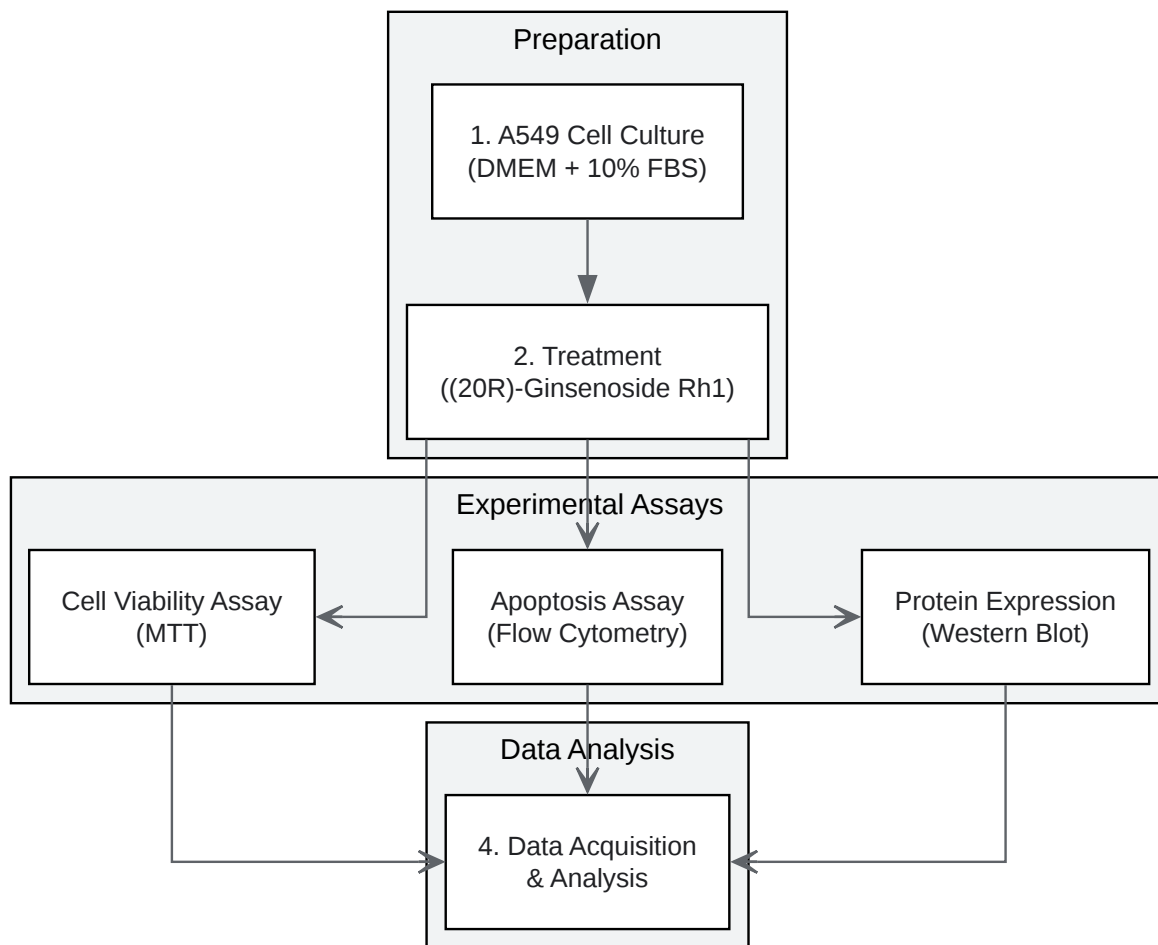 Preparation
1. A549 Cell Culture
(DMEM + 10% FBS)
2. Treatment
((20R)-Ginsenoside Rh1)
Experimental Assays
Cell Viability Assay
(MTT)
Apoptosis Assay
(Flow Cytometry)
Protein Expression
(Western Blot)
Data Analysis
4. Data Acquisition
& Analysis